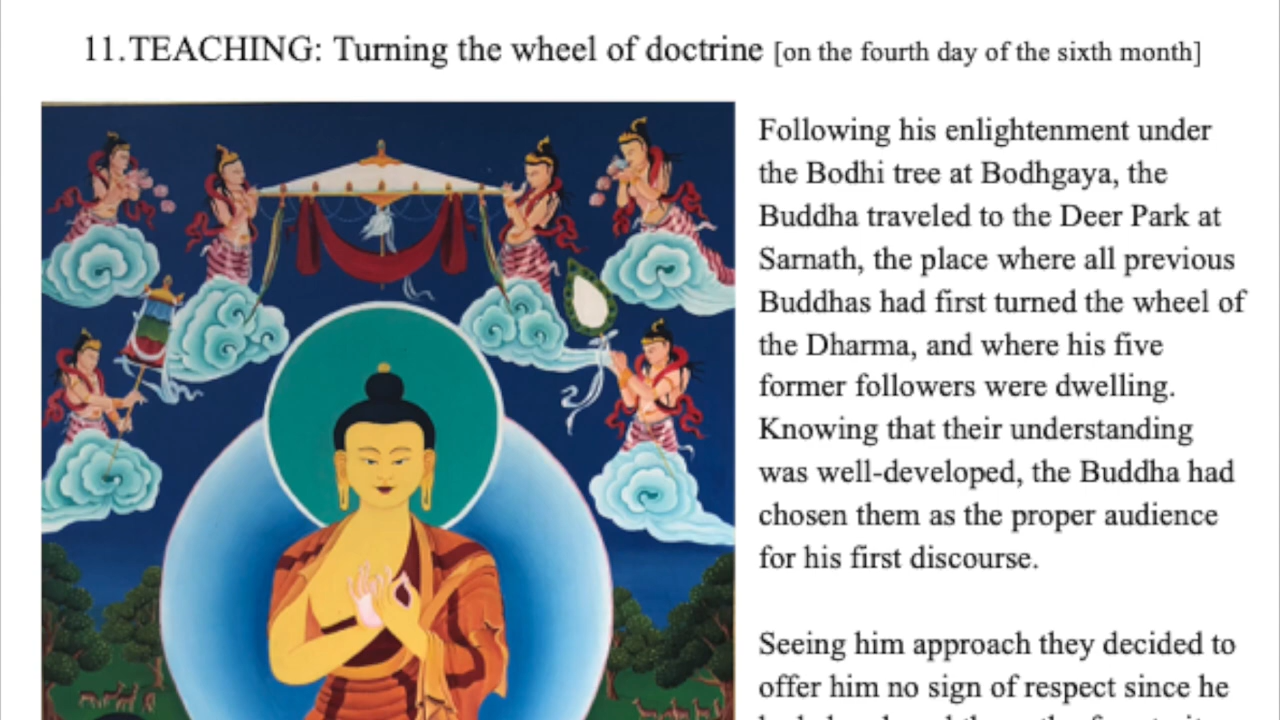 11.TEACHING: Turning the wheel of doctrine [on the fourth day of the sixth month]
Following his enlightenment under
the Bodhi tree at Bodhgaya, the
Buddha traveled to the Deer Park at
Sarnath, the place where all previous
Buddhas had first turned the wheel of
the Dharma, and where his five
former followers were dwelling.
Knowing that their understanding
was well-developed, the Buddha had
chosen them as the proper audience
for his first discourse.
Seeing him approach they decided to
offer him no sign of respect since he